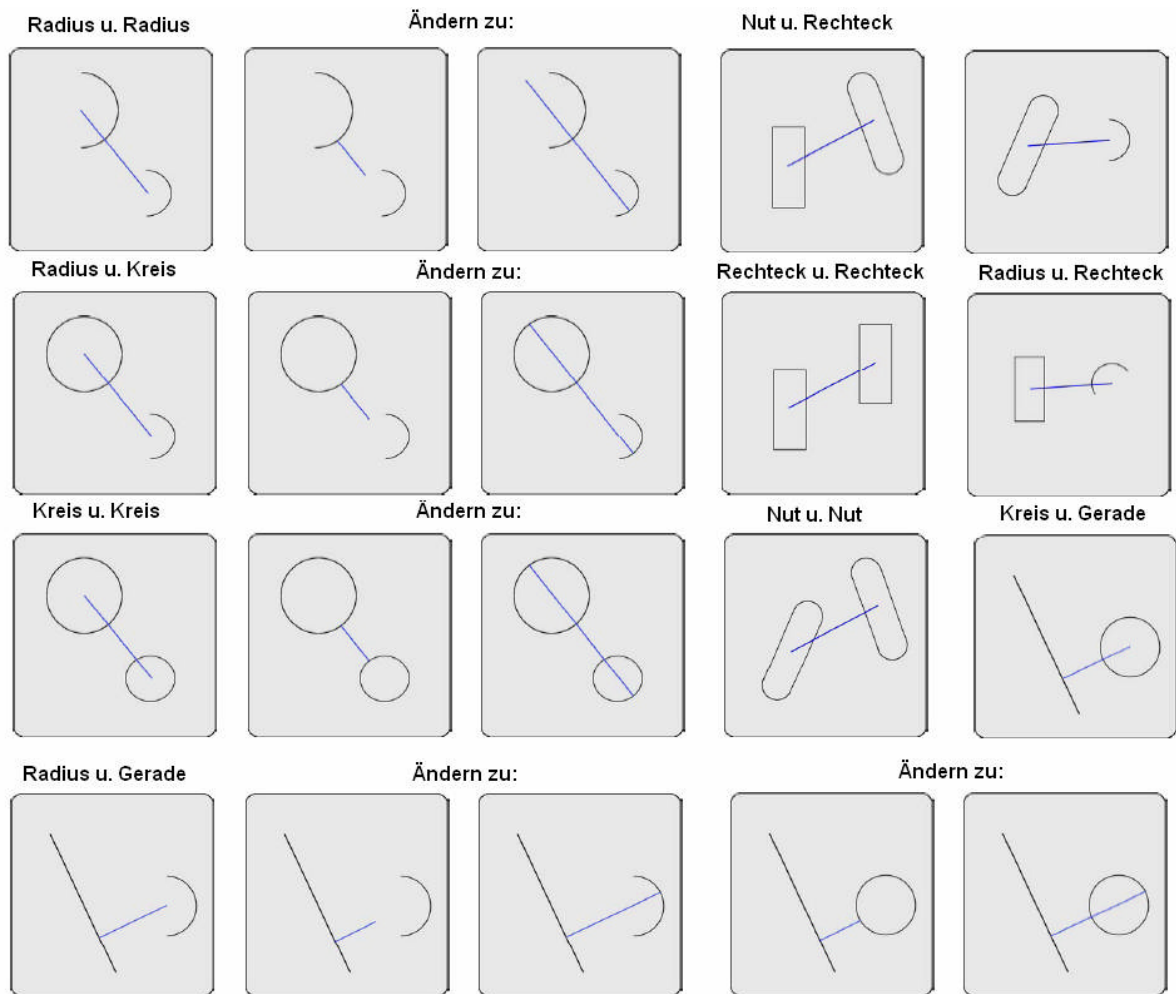 Radius u. Radius
Ändern zu:
Nut u. Rechteck
Radius u. Kreis
Ändern zu:
Rechteck u. Rechteck
Radius u. Rechteck
Kreis u. Kreis
Ändern zu:
Nut u. Nut
Kreis u. Gerade
Radius u. Gerade
Ändern zu:
Ändern zu: